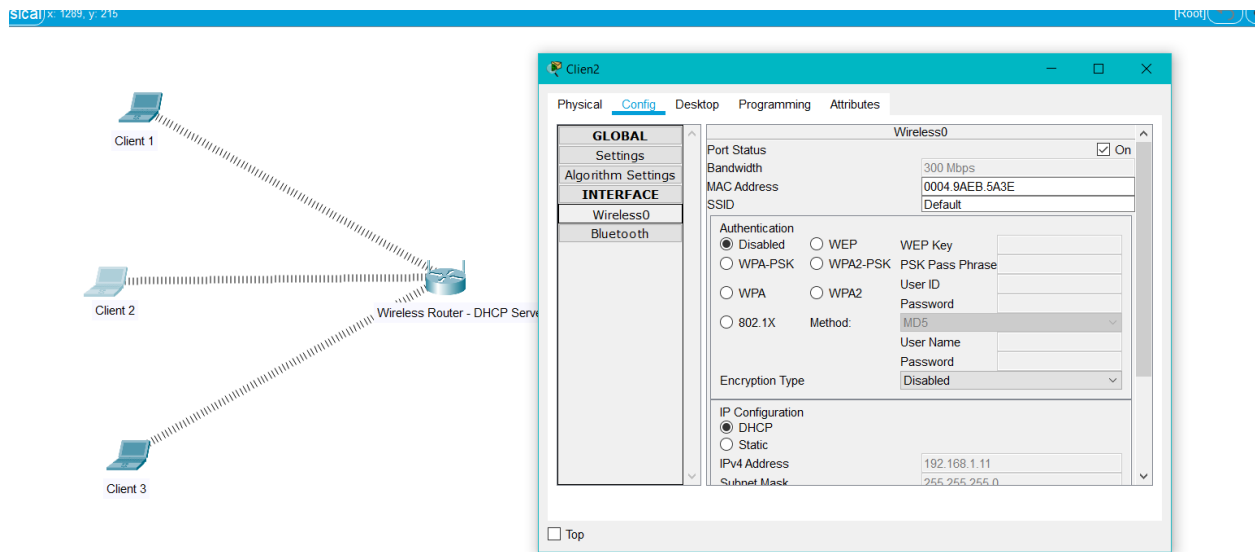 sical x: 1289, y: 215
[Root]
Client 1
Client 2
Wireless Router - DHCP Serve
Client 3
Clien2
Physical Config Desktop Programming Attributes
GLOBAL
Settings
Algorithm Settings
INTERFACE
Wireless0
Bluetooth
Wireless0
Port Status On
Bandwidth 300 Mbps
MAC Address 0004.9AEB.5A3E
SSID Default
Authentication
Disabled WEP WEP Key
WPA-PSK WPA2-PSK PSK Pass Phrase
User ID
WPA WPA2
Password
802.1X Method: MD5
User Name
Password
Encryption Type Disabled
IP Configuration
DHCP
Static
IPv4 Address 192.168.1.11
Subnet Mask 255.255.255.0
Top